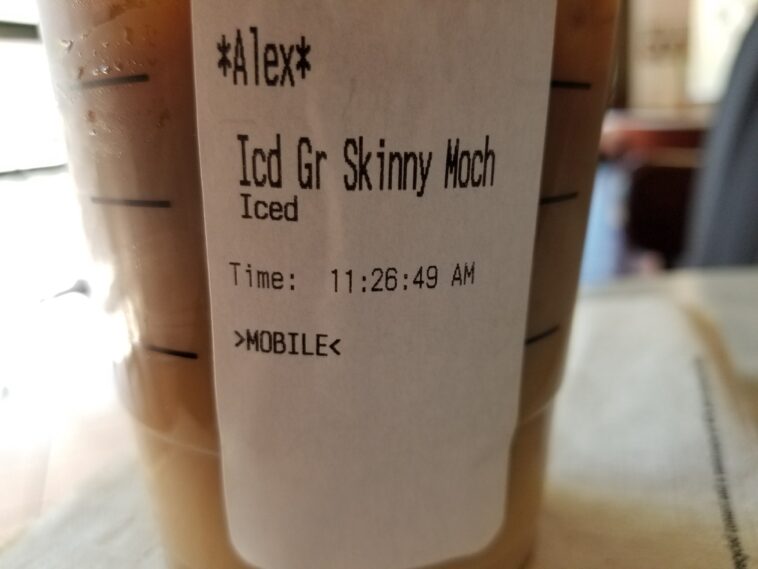 *Alex*
Icd Gr Skinny Moch
Iced
Time: 11:26:49 AM
>MOBILE<